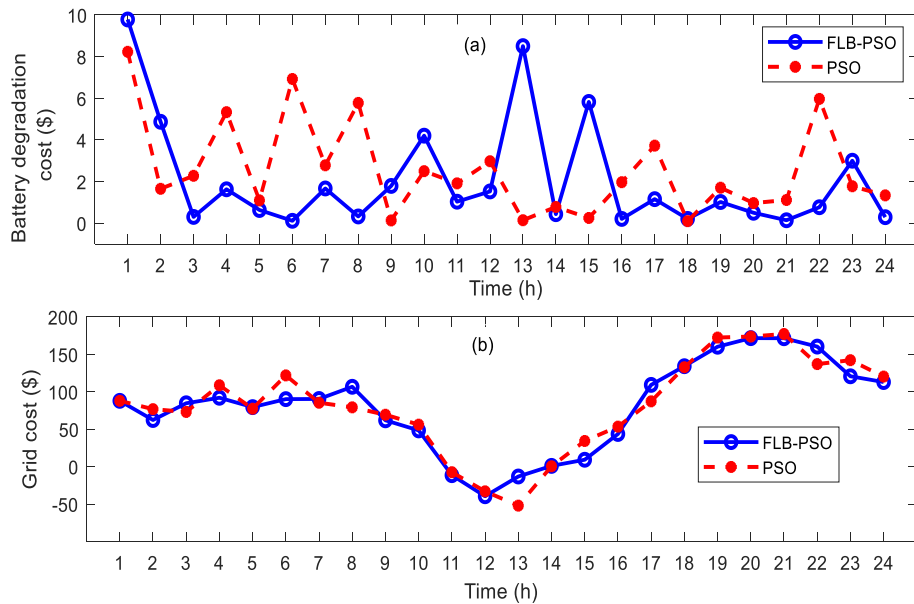 (a)
FLB-PSO
PSO
Battery degradation
cost ($)
10
8
6
4
2
0
1 2 3 4 5 6 7 8 9 10 11 12 13 14 15 16 17 18 19 20 21 22 23 24
Time (h)
(b)
FLB-PSO
PSO
Grid cost ($)
200
150
100
50
0
-50
1 2 3 4 5 6 7 8 9 10 11 12 13 14 15 16 17 18 19 20 21 22 23 24
Time (h)